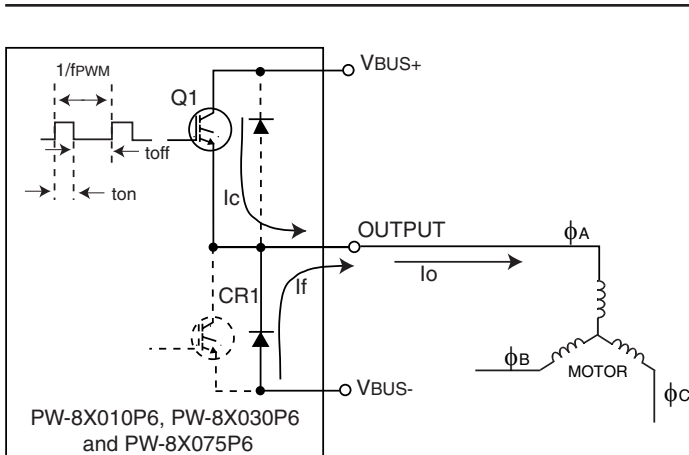 1/fPWM
VBUS+
Q1
toff
ton
Ic
OUTPUT
ϕA
Io
If
CR1
ϕB
MOTOR
ϕC
VBUS-
PW-8X010P6, PW-8X030P6
and PW-8X075P6